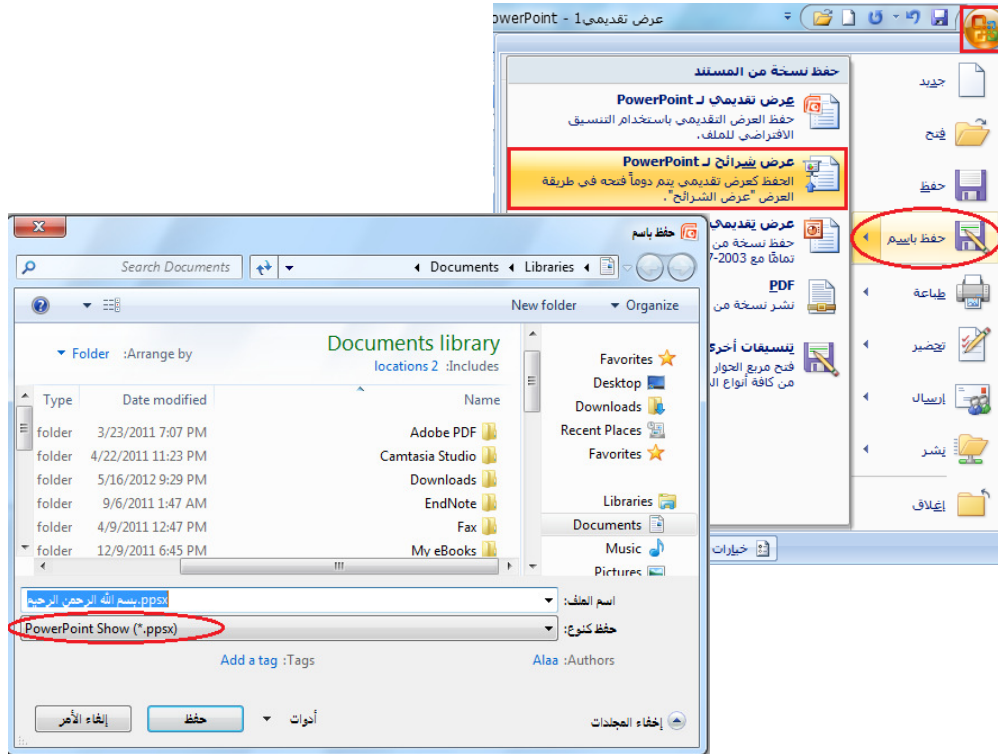 عرض تقديمي1 - owerPoint
حفظ نسخة من المستند
عرض تقديمي لـ PowerPoint
حفظ العرض التقديمي باستخدام التنسيق
الافتراضي للملف.
عرض شرائح لـ PowerPoint
الحفظ كعرض تقديمي يتم دوماً فتحه في طريقة
العرض "عرض الشرائح".
عرض تقديمي
حفظ نسخة من
تمامًا مع 2003-7
PDF
نشر نسخة من
تنسيقات أخرى
فتح مربع الحوار
من كافة أنواع
جديد
فتح
حفظ
حفظ باسم
طباعة
تحضير
إرسال
نشر
إغلاق
خيارات
حفظ باسم
Libraries
Documents
Search Documents
Organize
New folder
Documents library
Includes: 2 locations
Arrange by: Folder
Name
Date modified
Type
Adobe PDF 3/23/2011 7:07 PM folder
Camtasia Studio 4/22/2011 11:23 PM folder
Downloads 5/16/2012 9:29 PM folder
EndNote 9/6/2011 1:47 AM folder
Fax 4/9/2011 12:47 PM folder
My eBooks 12/9/2011 6:45 PM folder
Favorites
Desktop
Downloads
Recent Places
Favorites
Libraries
Documents
Music
Pictures
اسم الملف:
بسم الله الرحمن الرحيم.ppsx
حفظ كنوع:
PowerPoint Show (*.ppsx)
Authors: Alaa
Tags: Add a tag
إخفاء المجلدات
أدوات
حفظ
إلغاء الأمر